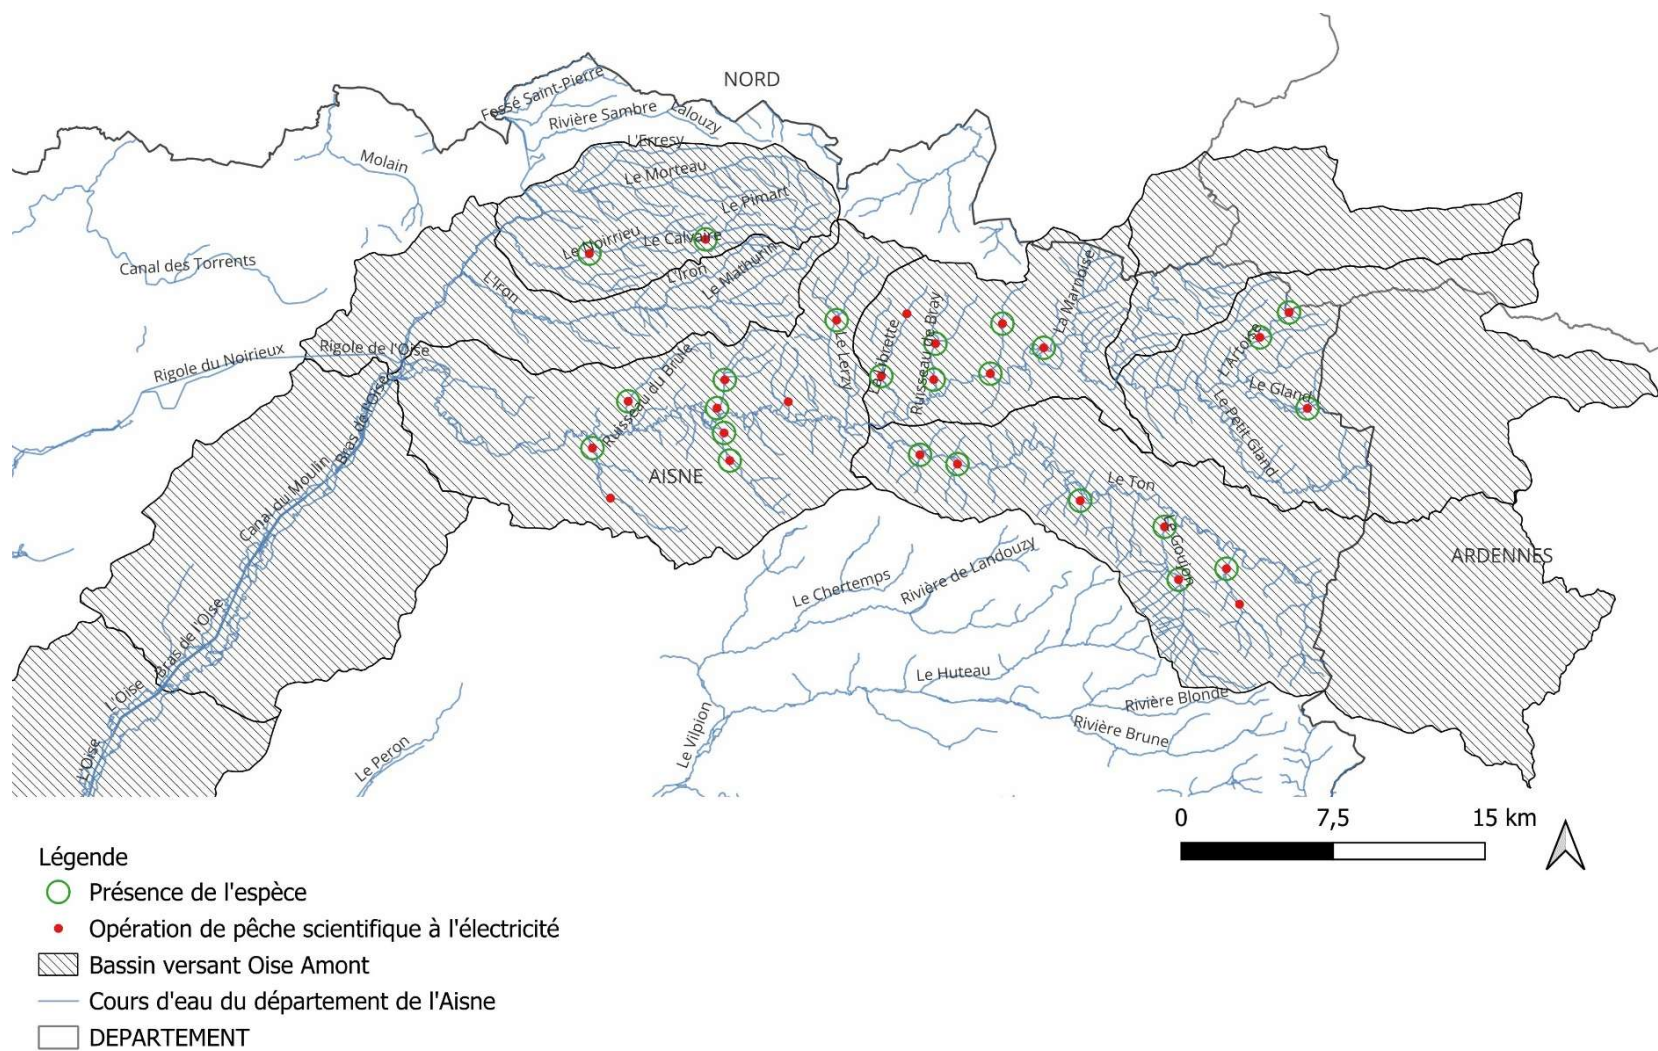 NORD
Fossé Saint-Pierre
Rivière Sambre
Lalouzy
L'Erresy
Molain
Le Morteau
Le Pimart
Le Noirrieu
Le Calvaire
Canal des Torrents
L'Iron
L'Iron
Le Mathurin
La Marnoise
Rigole du Noirieux
Rigole de l'Oise
Ruisseau du Brule
Le Lerzy
La Librette
Ruisseau de Bray
L'Artoise
Le Gland
Le Petit Gland
Bras de l'Oise
Canal du Moulin
AISNE
Le Ton
Le Goujon
ARDENNES
Le Chertemps
Rivière de Landouzy
Bras de l'Oise
L'Oise
L'Oise
Le Huteau
Rivière Blonde
Rivière Brune
Le Vilpion
Le Peron
0 7,5 15 km
Légende
Présence de l'espèce
Opération de pêche scientifique à l'électricité
Bassin versant Oise Amont
Cours d'eau du département de l'Aisne
DEPARTEMENT